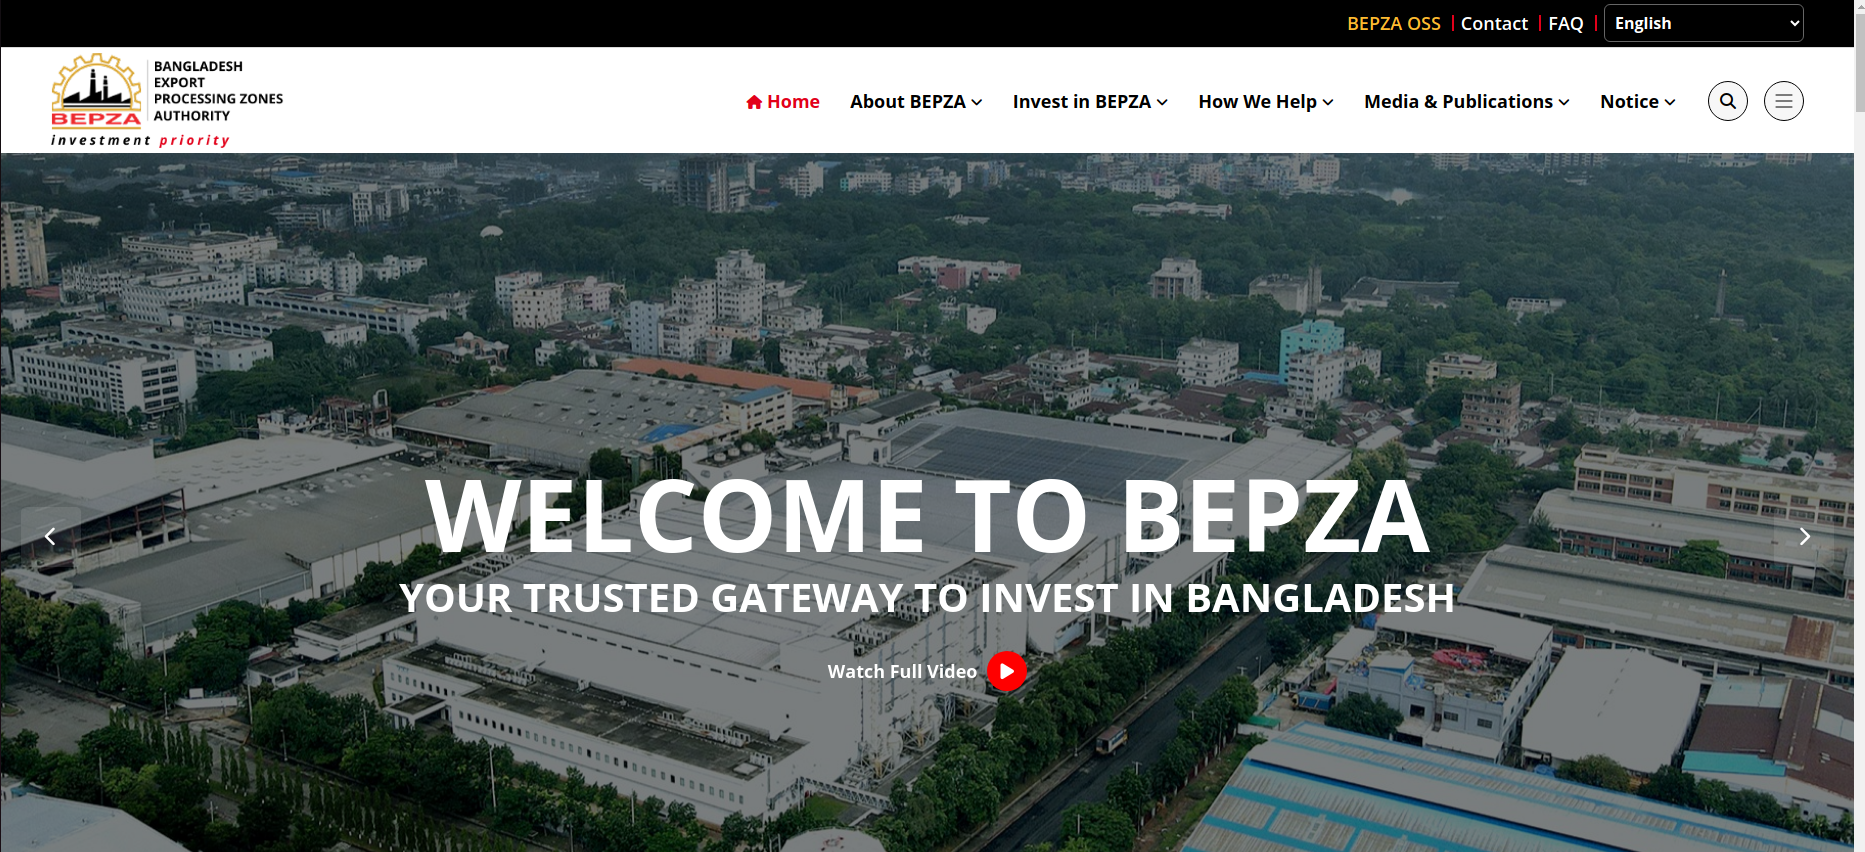 BEPZA OSS Contact FAQ English
BANGLADESH
EXPORT
PROCESSING ZONES
AUTHORITY
BEPZA
investment priority
Home About BEPZA Invest in BEPZA How We Help Media & Publications Notice
WELCOME TO BEPZA
YOUR TRUSTED GATEWAY TO INVEST IN BANGLADESH
Watch Full Video